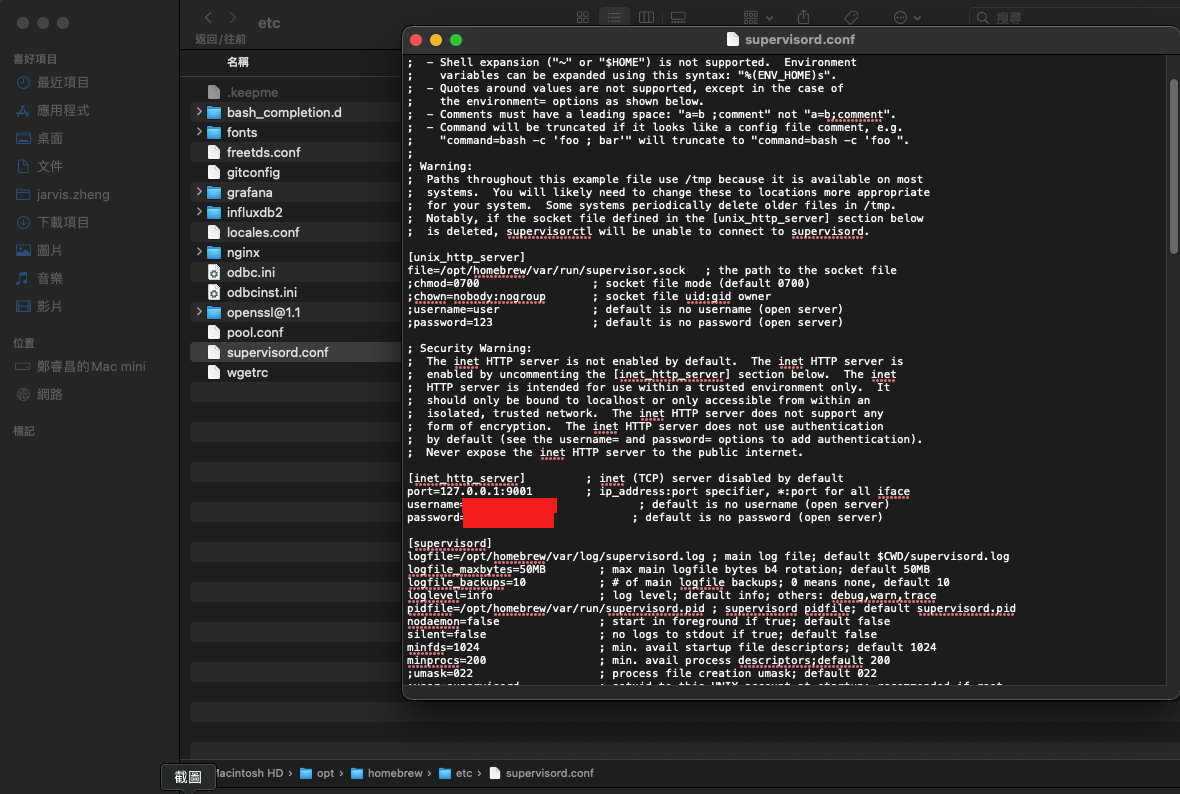 etc
搜尋
返回/往前
喜好項目
最近項目
應用程式
桌面
文件
jarvis.zheng
下載項目
圖片
音樂
影片
位置
鄭睿昌的Mac mini
網路
標記
名稱
.keepme
bash_completion.d
fonts
freetds.conf
gitconfig
grafana
influxdb2
locales.conf
nginx
odbc.ini
odbcinst.ini
openssl@1.1
pool.conf
supervisord.conf
wgetrc
supervisord.conf
;  - Shell expansion ("~" or "$HOME") is not supported.  Environment
;    variables can be expanded using this syntax: "%(ENV_HOME)s".
;  - Quotes around values are not supported, except in the case of
;    the environment= options as shown below.
;  - Comments must have a leading space: "a=b ;comment" not "a=b;comment".
;  - Command will be truncated if it looks like a config file comment, e.g.
;    "command=bash -c 'foo ; bar'" will truncate to "command=bash -c 'foo ".
;
; Warning:
;  Paths throughout this example file use /tmp because it is available on most
;  systems.  You will likely need to change these to locations more appropriate
;  for your system.  Some systems periodically delete older files in /tmp.
;  Notably, if the socket file defined in the [unix_http_server] section below
;  is deleted, supervisorctl will be unable to connect to supervisord.
[unix_http_server]
file=/opt/homebrew/var/run/supervisor.sock   ; the path to the socket file
;chmod=0700                 ; socket file mode (default 0700)
;chown=nobody:nogroup       ; socket file uid:gid owner
;username=user              ; default is no username (open server)
;password=123               ; default is no password (open server)
; Security Warning:
;  The inet HTTP server is not enabled by default.  The inet HTTP server is
;  enabled by uncommenting the [inet_http_server] section below.  The inet
;  HTTP server is intended for use within a trusted environment only.  It
;  should only be bound to localhost or only accessible from within an
;  isolated, trusted network.  The inet HTTP server does not support any
;  form of encryption.  The inet HTTP server does not use authentication
;  by default (see the username= and password= options to add authentication).
;  Never expose the inet HTTP server to the public internet.
[inet_http_server]         ; inet (TCP) server disabled by default
port=127.0.0.1:9001        ; ip_address:port specifier, *:port for all iface
username=                  ; default is no username (open server)
password=                  ; default is no password (open server)
[supervisord]
logfile=/opt/homebrew/var/log/supervisord.log ; main log file; default $CWD/supervisord.log
logfile_maxbytes=50MB        ; max main logfile bytes b4 rotation; default 50MB
logfile_backups=10           ; # of main logfile backups; 0 means none, default 10
loglevel=info                ; log level; default info; others: debug,warn,trace
pidfile=/opt/homebrew/var/run/supervisord.pid ; supervisord pidfile; default supervisord.pid
nodaemon=false               ; start in foreground if true; default false
silent=false                 ; no logs to stdout if true; default false
minfds=1024                  ; min. avail startup file descriptors; default 1024
minprocs=200                 ; min. avail process descriptors;default 200
;umask=022                   ; process file creation umask; default 022
截圖
acintosh HD › opt › homebrew › etc › supervisord.conf